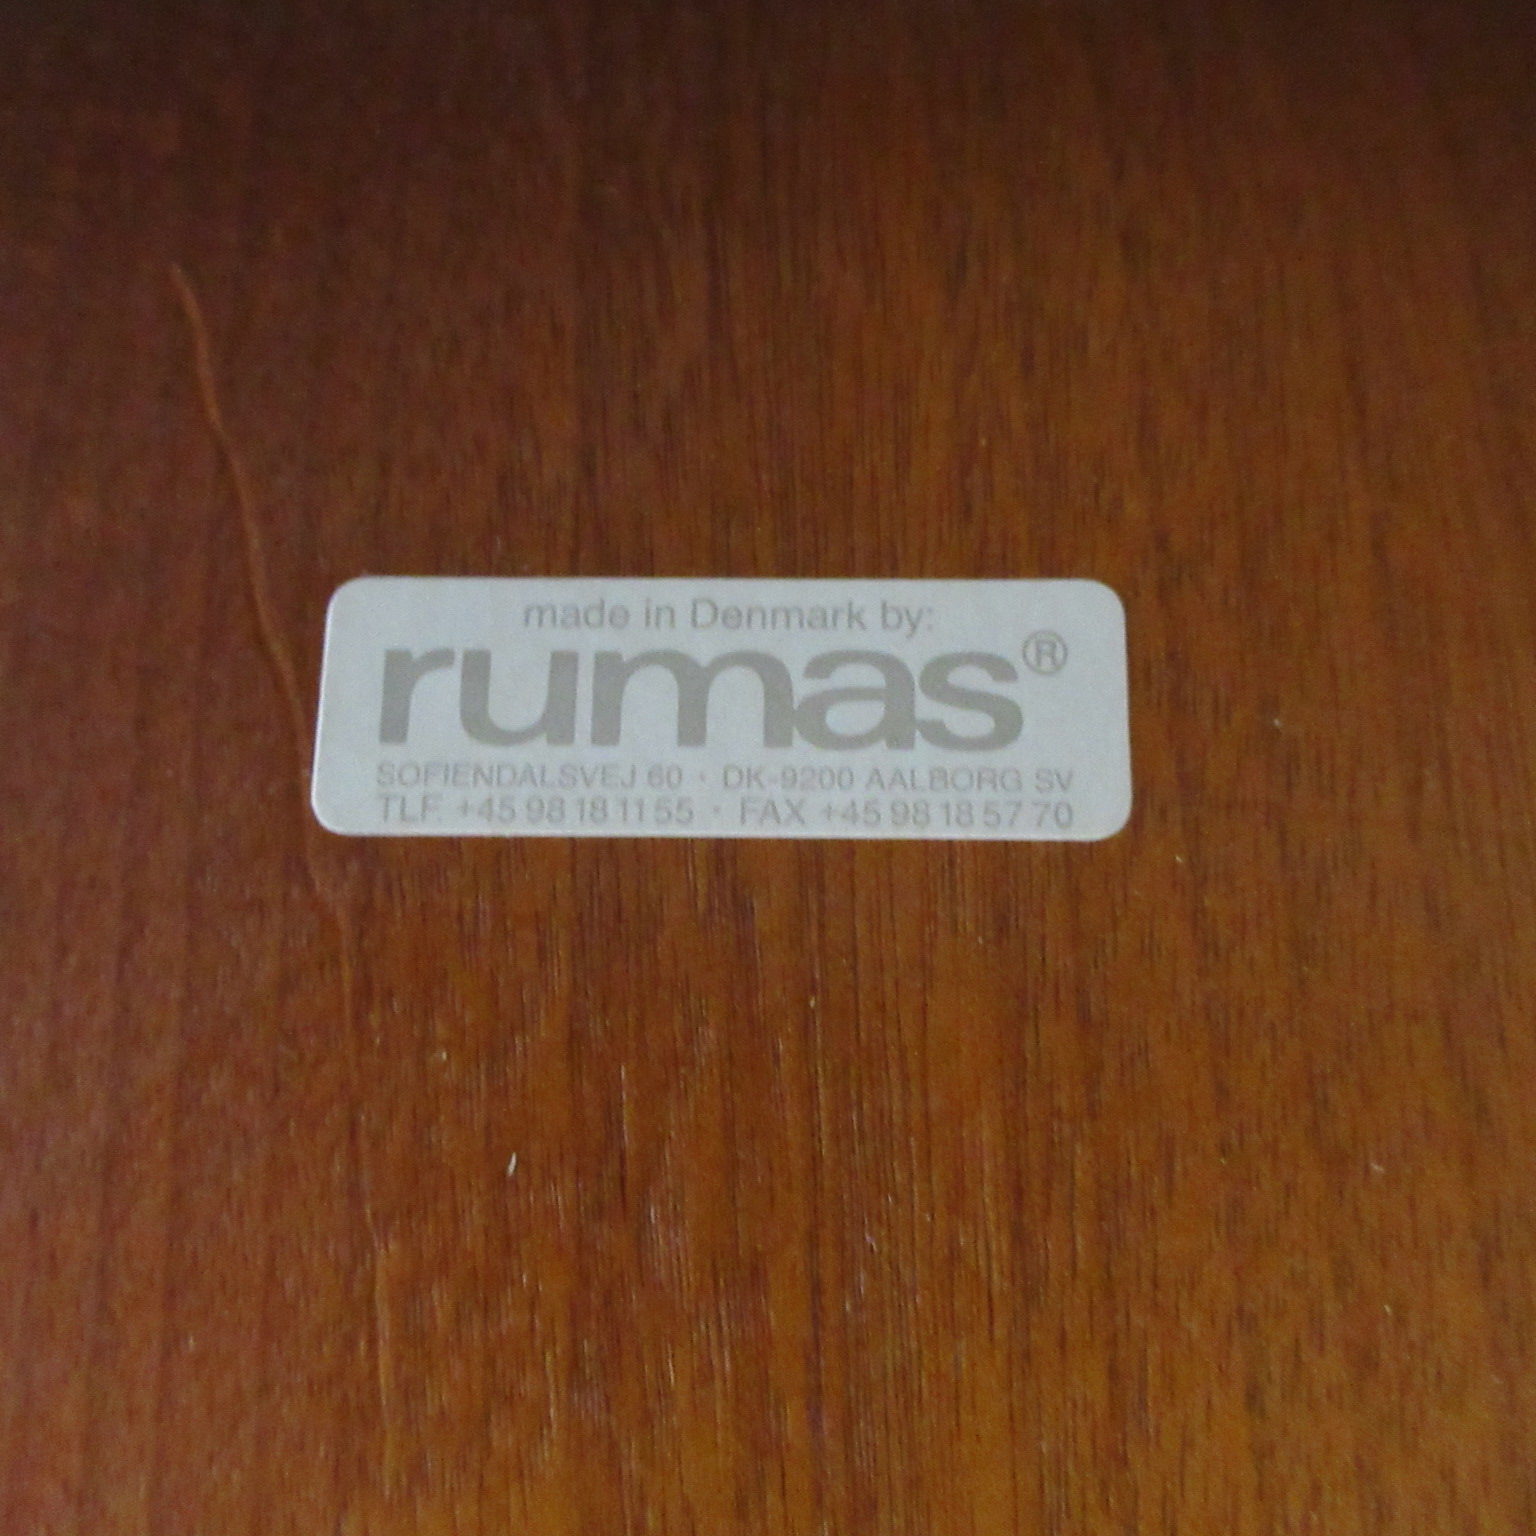 made in Denmark by:
rumas®
SOFIENDALSVEJ 60 · DK-9200 AALBORG SV
TLF. +45 98 18 11 55 · FAX +45 98 18 57 70